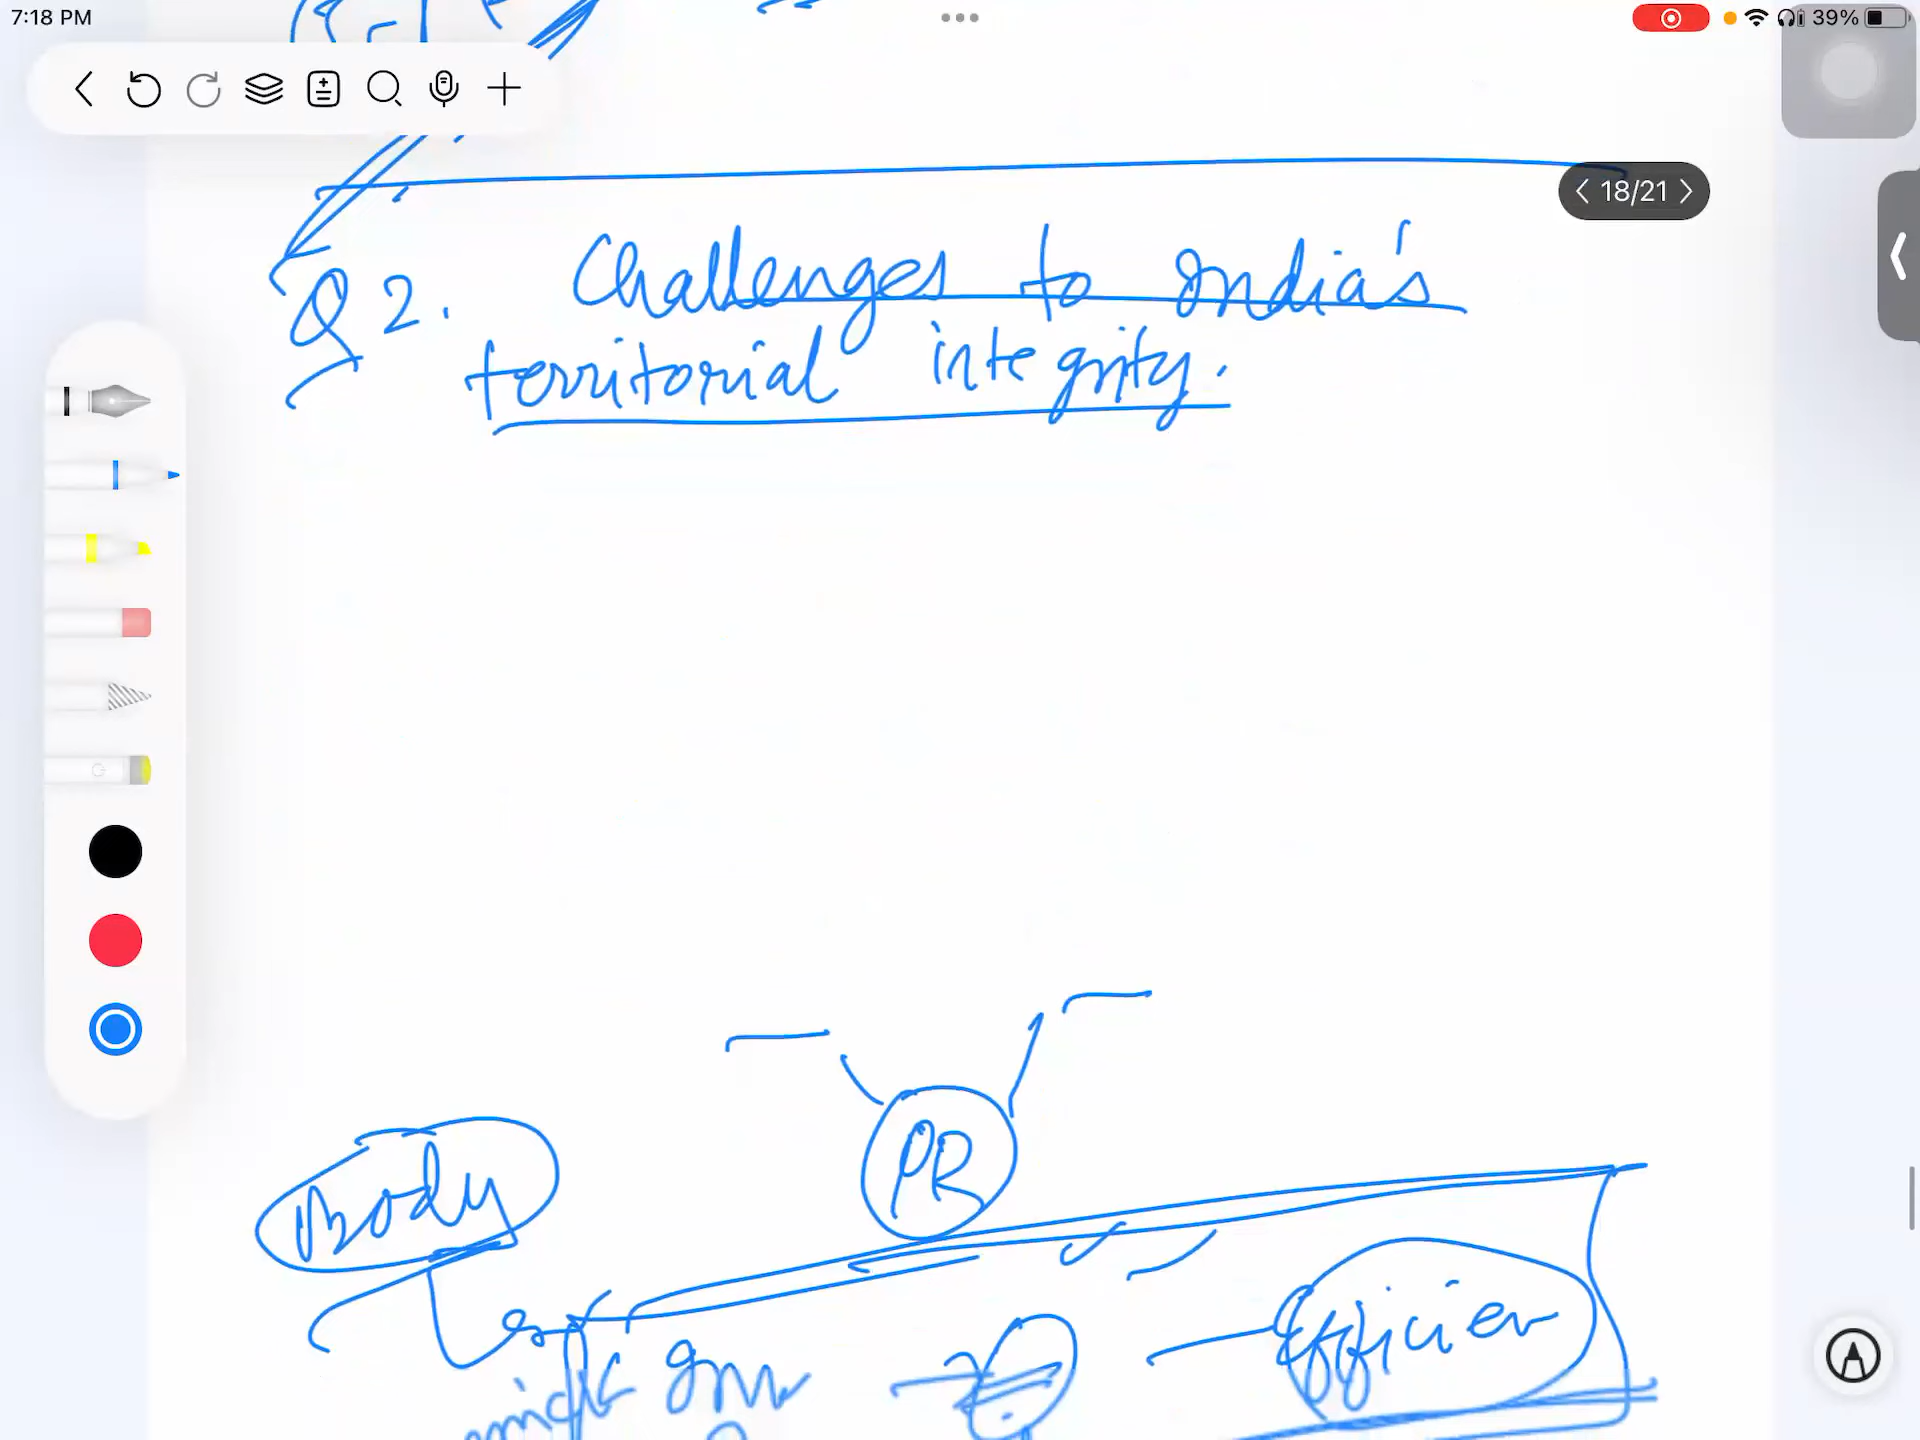 7:18 PM
39%
18/21
Q 2. Challenges to India's
territorial integrity.
PR
Body
Efficien